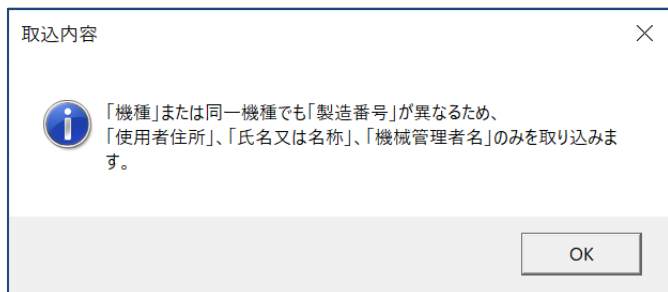 取込内容
「機種」または同一機種でも「製造番号」が異なるため、
「使用者住所」、「氏名又は名称」、「機械管理者名」のみを取り込みま
す。
OK